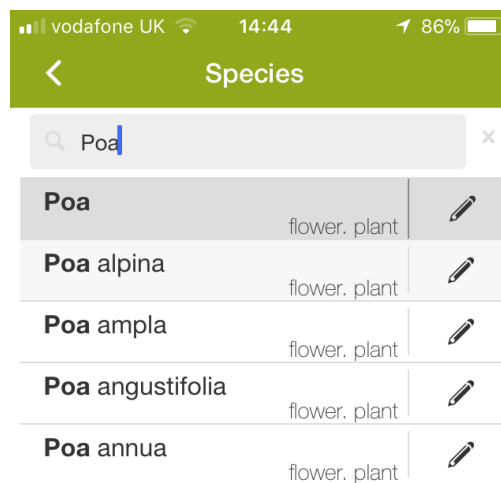 vodafone UK 14:44 86%
Species
Poa
Poa
flower. plant
Poa alpina
flower. plant
Poa ampla
flower. plant
Poa angustifolia
flower. plant
Poa annua
flower. plant